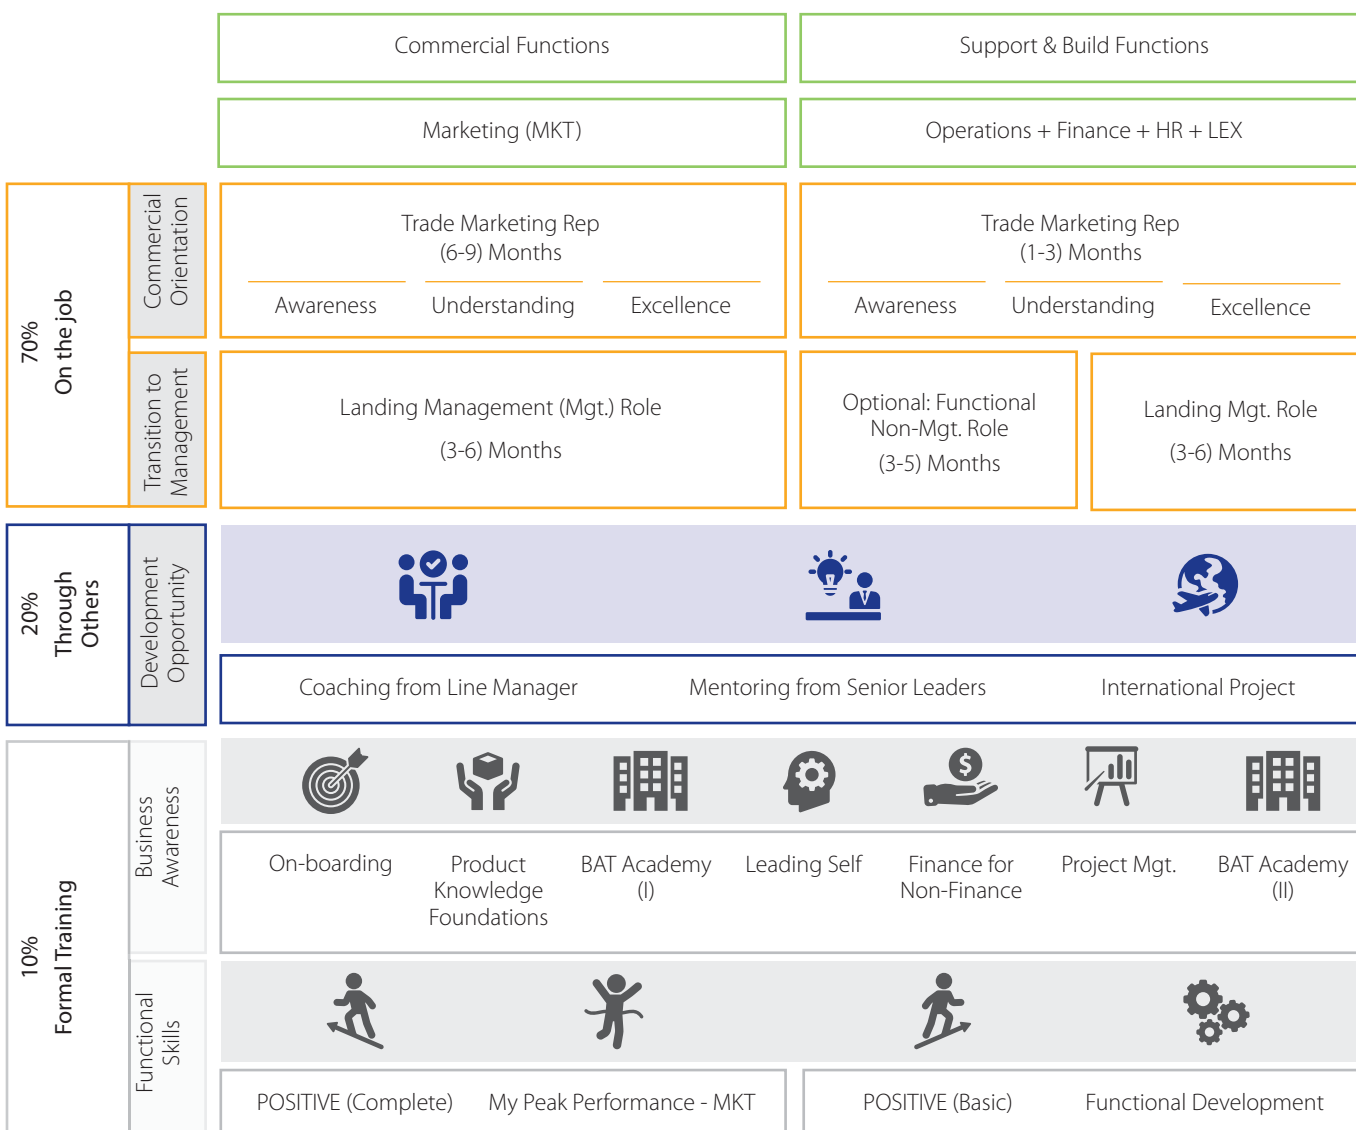 Commercial Functions
Support & Build Functions
Marketing (MKT)
Operations + Finance + HR + LEX
70%
On the job
Commercial
Orientation
Trade Marketing Rep
(6-9) Months
Awareness
Understanding
Excellence
Trade Marketing Rep
(1-3) Months
Awareness
Understanding
Excellence
Transition to
Management
Landing Management (Mgt.) Role
(3-6) Months
Optional: Functional
Non-Mgt. Role
(3-5) Months
Landing Mgt. Role
(3-6) Months
20%
Through
Others
Development
Opportunity
Coaching from Line Manager
Mentoring from Senior Leaders
International Project
10%
Formal Training
Business
Awareness
$
On-boarding
Product
Knowledge
Foundations
BAT Academy
(I)
Leading Self
Finance for
Non-Finance
Project Mgt.
BAT Academy
(II)
Functional
Skills
POSITIVE (Complete)
My Peak Performance - MKT
POSITIVE (Basic)
Functional Development